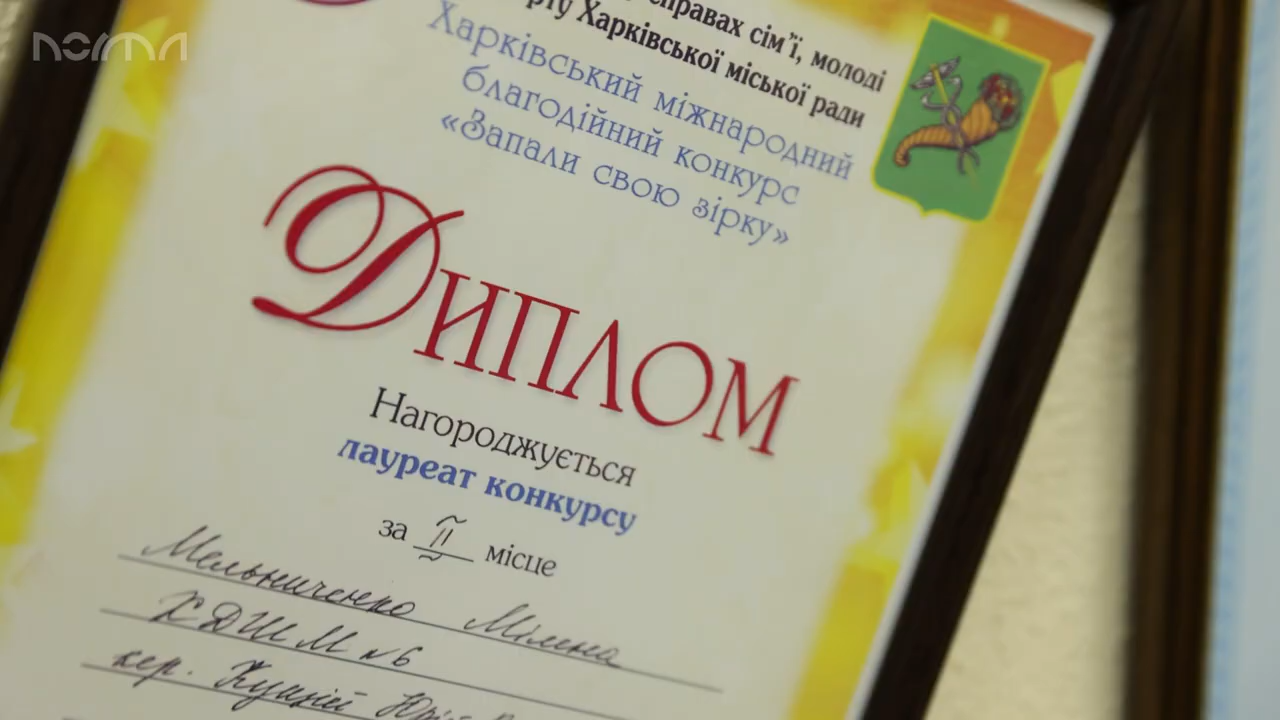 noima
справах сім'ї, молоді
Харківської міської ради
Харківський міжнародний
благодійний конкурс
«Запали свою зірку»
Диплом
Нагороджується
лауреат конкурсу
за II місце
Мельниченко Мілена
ХДШМ №6
кер.